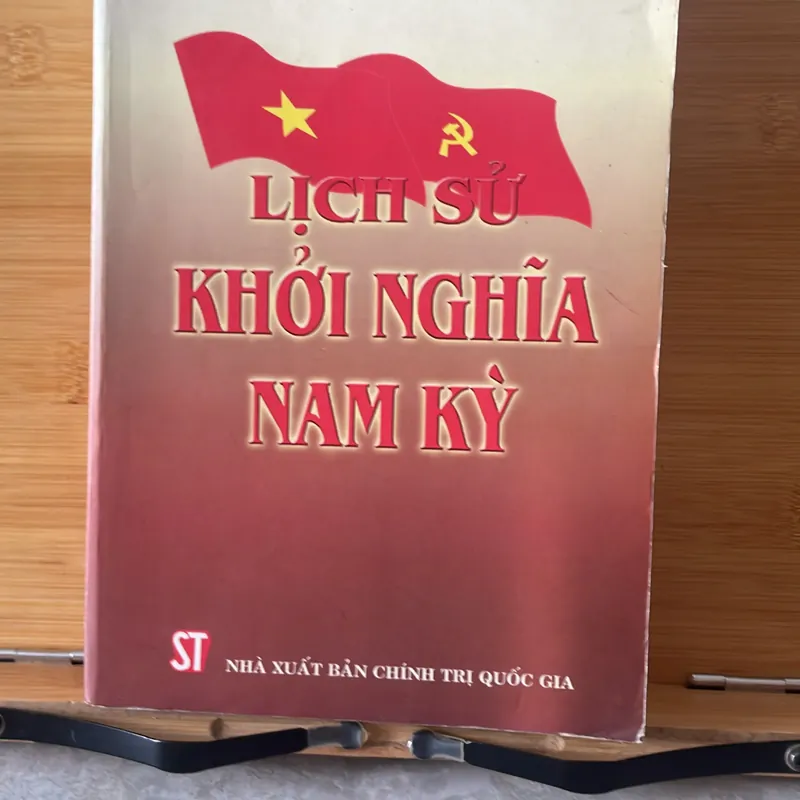 LỊCH SỬ
KHỞI NGHĨA
NAM KỲ
ST
NHÀ XUẤT BẢN CHÍNH TRỊ QUỐC GIA